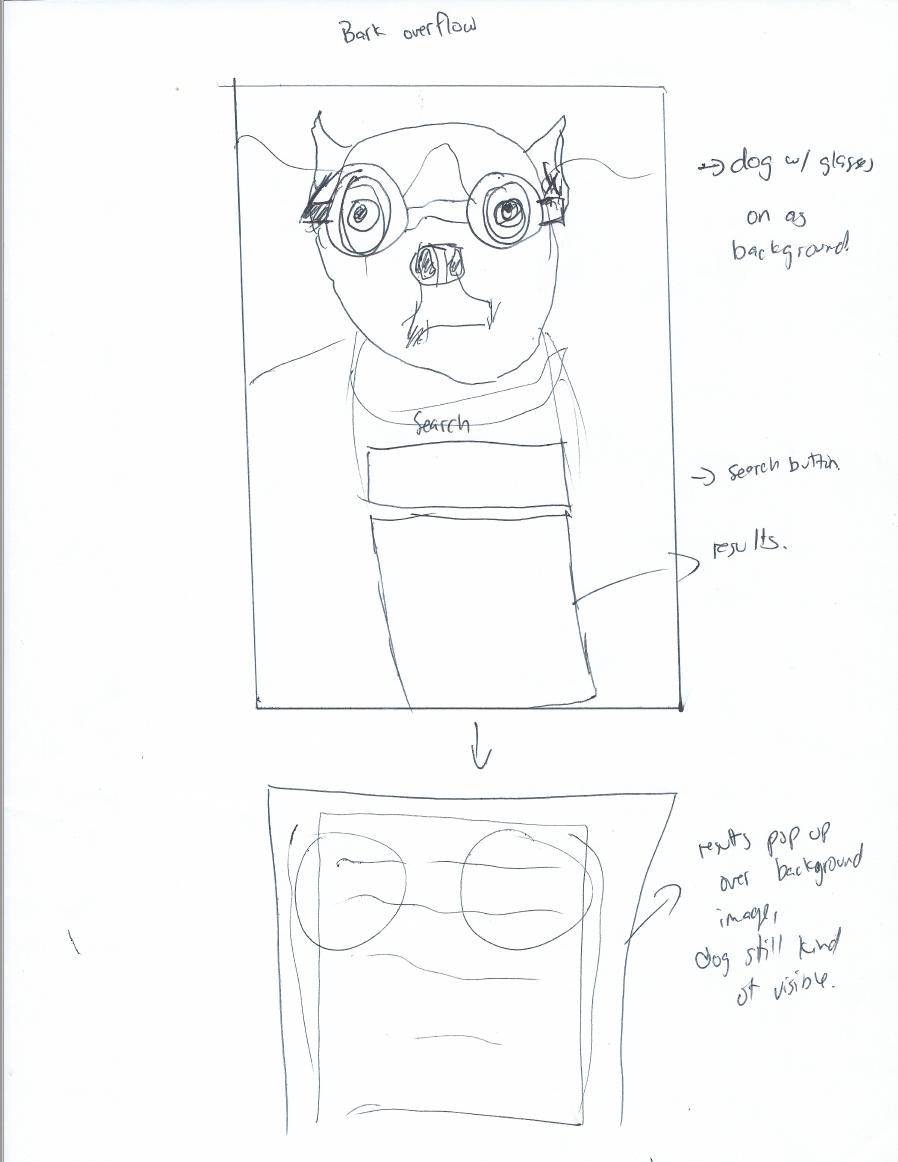 Bark overflow
→ dog w/ glasses
on as
background
Search
→ search button.
results.
results pop up
over background
image,
dog still kind
of visible.